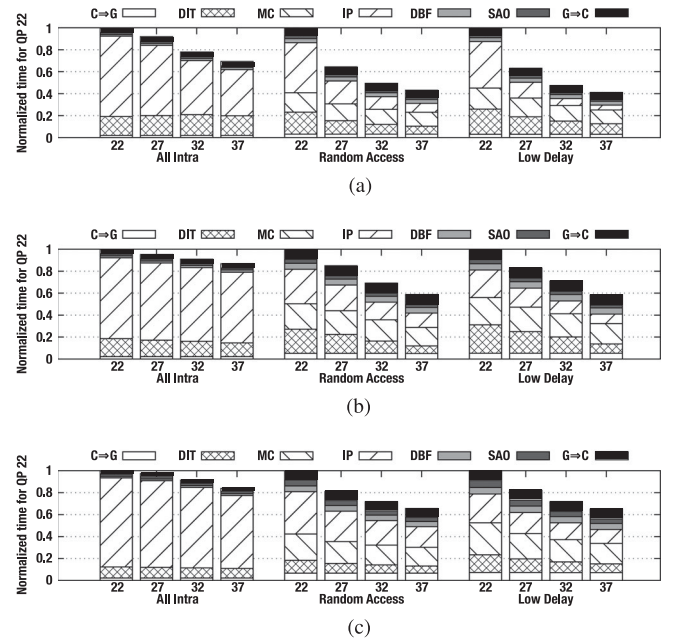 C⇒G DIT MC IP DBF SAO G⇒C
Normalized time for QP 22
1
0.8
0.6
0.4
0.2
0
22 27 32 37 22 27 32 37 22 27 32 37
All Intra Random Access Low Delay
(a)
C⇒G DIT MC IP DBF SAO G⇒C
Normalized time for QP 22
1
0.8
0.6
0.4
0.2
0
22 27 32 37 22 27 32 37 22 27 32 37
All Intra Random Access Low Delay
(b)
C⇒G DIT MC IP DBF SAO G⇒C
Normalized time for QP 22
1
0.8
0.6
0.4
0.2
0
22 27 32 37 22 27 32 37 22 27 32 37
All Intra Random Access Low Delay
(c)